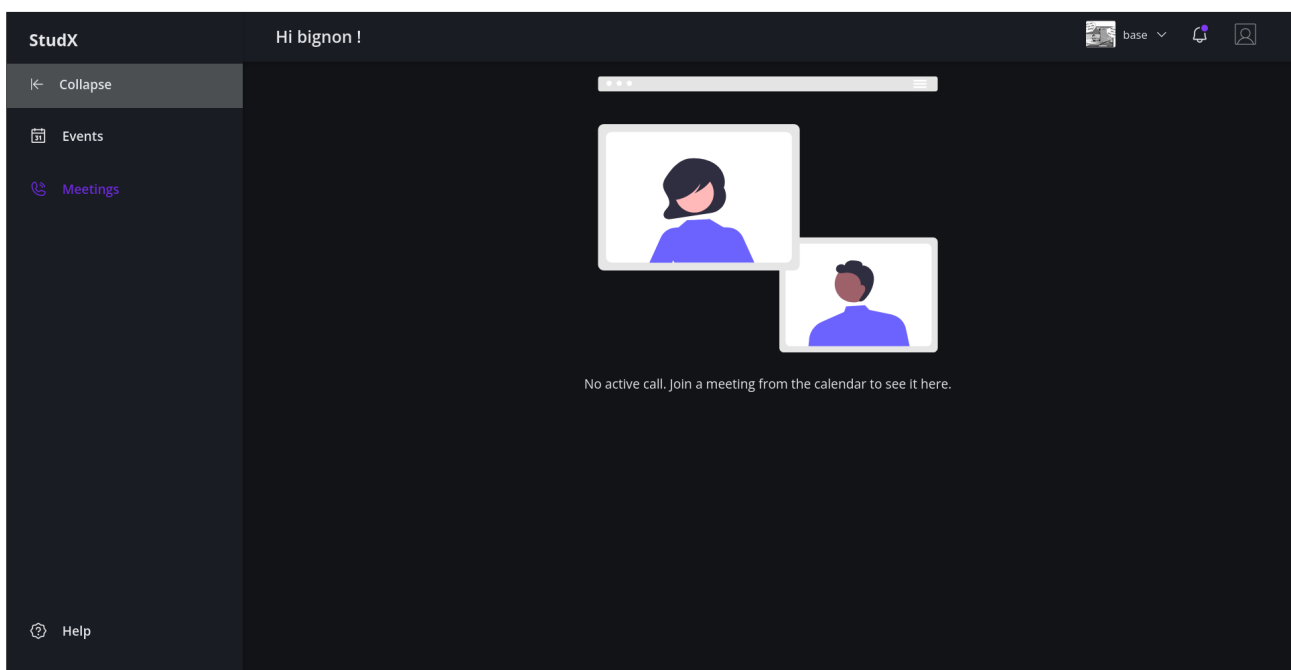 StudX
Hi bignon !
base
Collapse
31
Events
Meetings
No active call. Join a meeting from the calendar to see it here.
Help